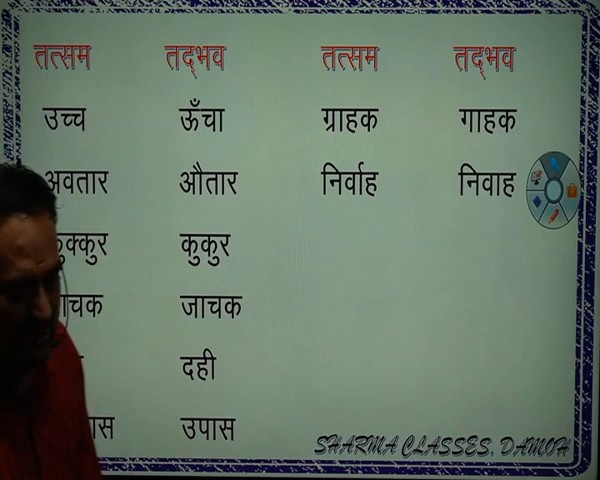 तत्सम तद्भव तत्सम तद्भव
उच्च ऊँचा ग्राहक गाहक
अवतार औतार निर्वाह निवाह
कुकुर
जाचक
दही
उपास
SHARMA CLASSES, DAMOH